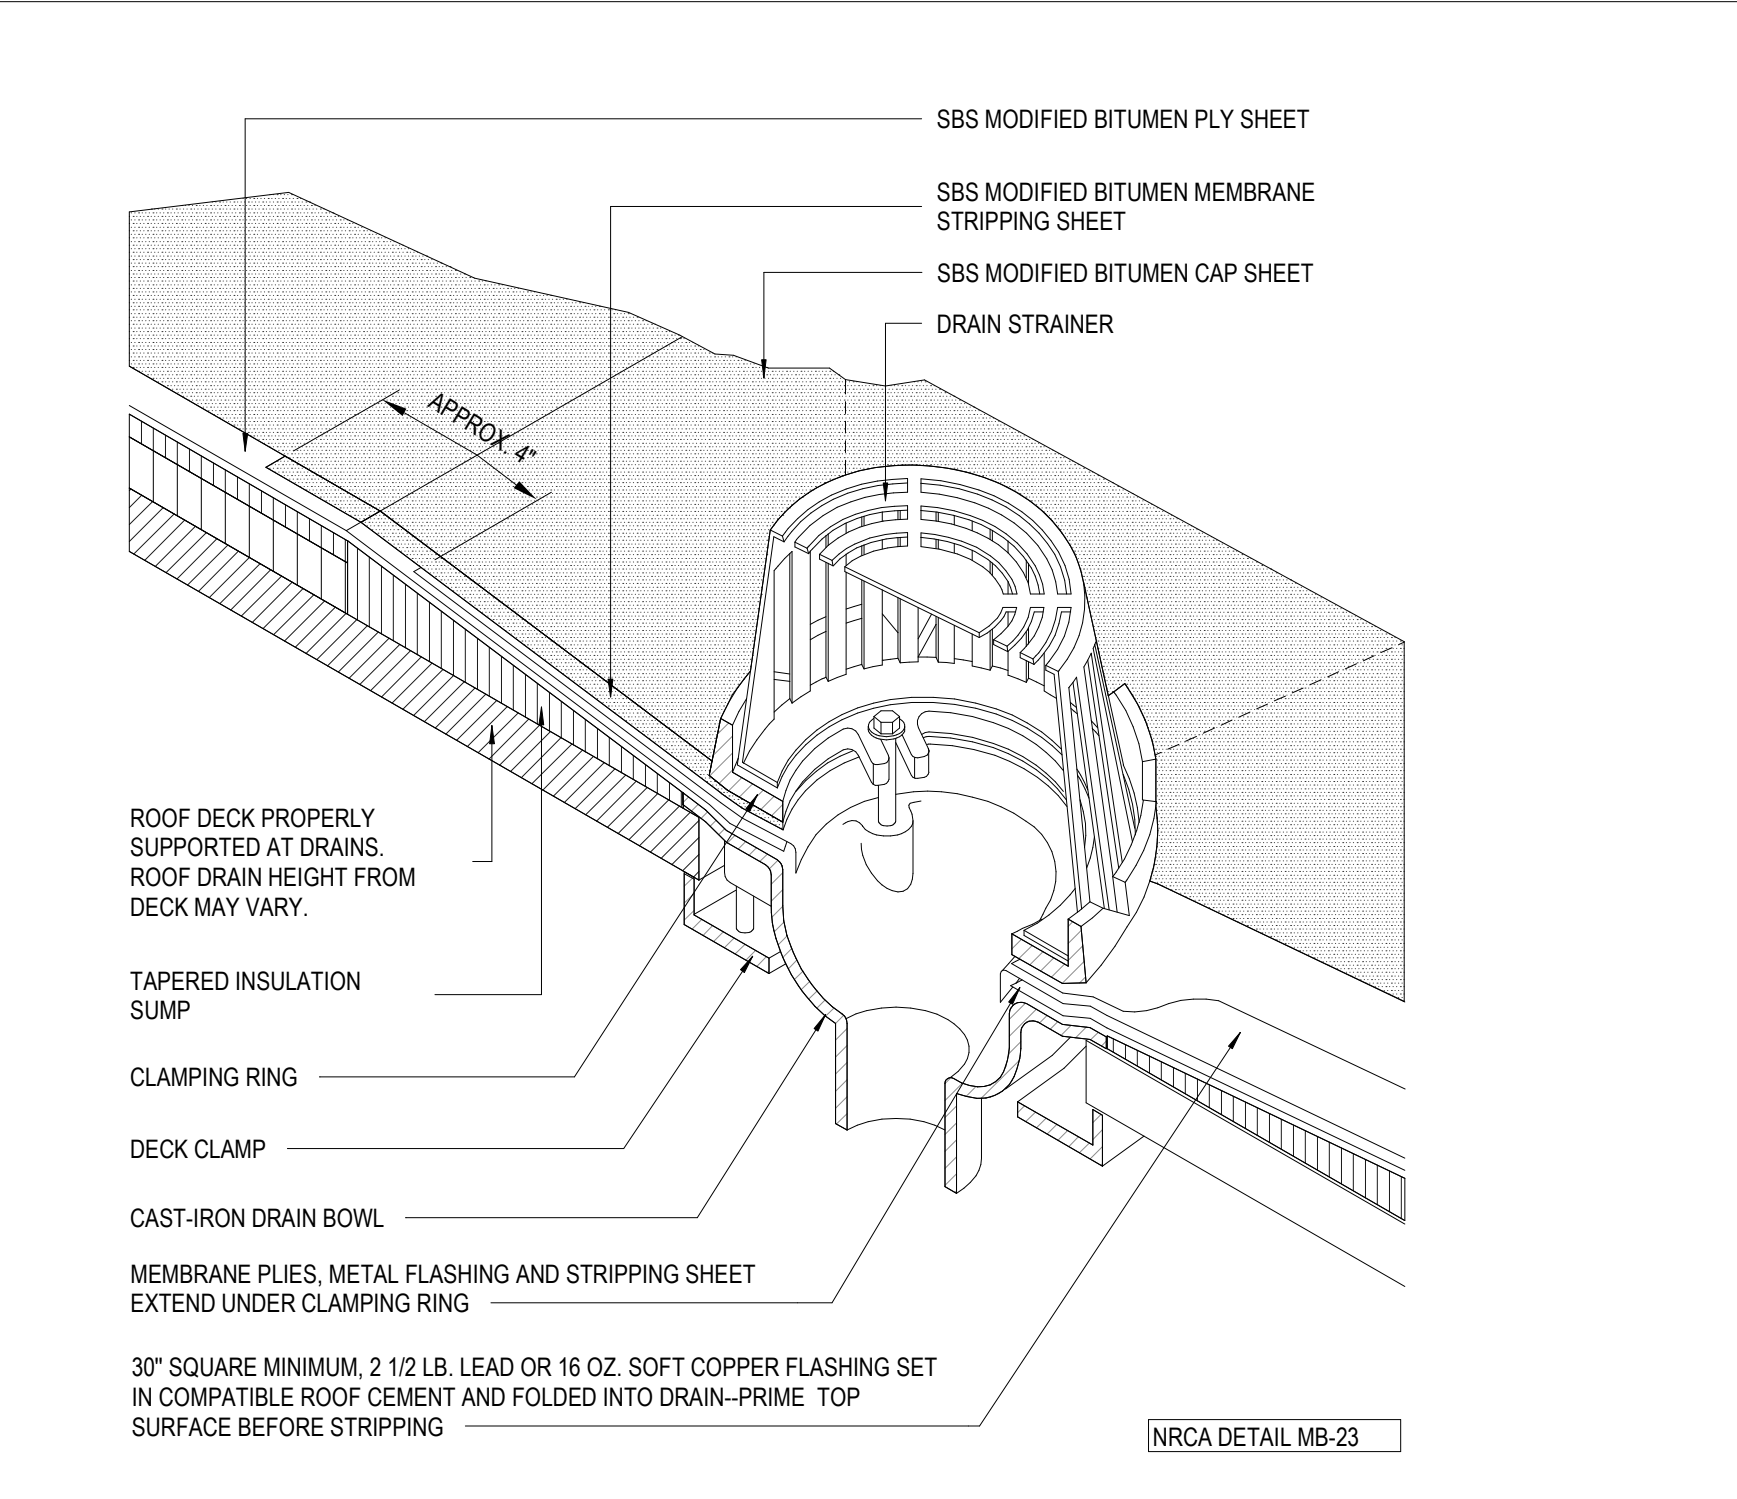 SBS MODIFIED BITUMEN PLY SHEET
SBS MODIFIED BITUMEN MEMBRANE
STRIPPING SHEET
SBS MODIFIED BITUMEN CAP SHEET
DRAIN STRAINER
APPROX. 4"
ROOF DECK PROPERLY
SUPPORTED AT DRAINS.
ROOF DRAIN HEIGHT FROM
DECK MAY VARY.
TAPERED INSULATION
SUMP
CLAMPING RING
DECK CLAMP
CAST-IRON DRAIN BOWL
MEMBRANE PLIES, METAL FLASHING AND STRIPPING SHEET
EXTEND UNDER CLAMPING RING
30" SQUARE MINIMUM, 2 1/2 LB. LEAD OR 16 OZ. SOFT COPPER FLASHING SET
IN COMPATIBLE ROOF CEMENT AND FOLDED INTO DRAIN--PRIME TOP
SURFACE BEFORE STRIPPING
NRCA DETAIL MB-23